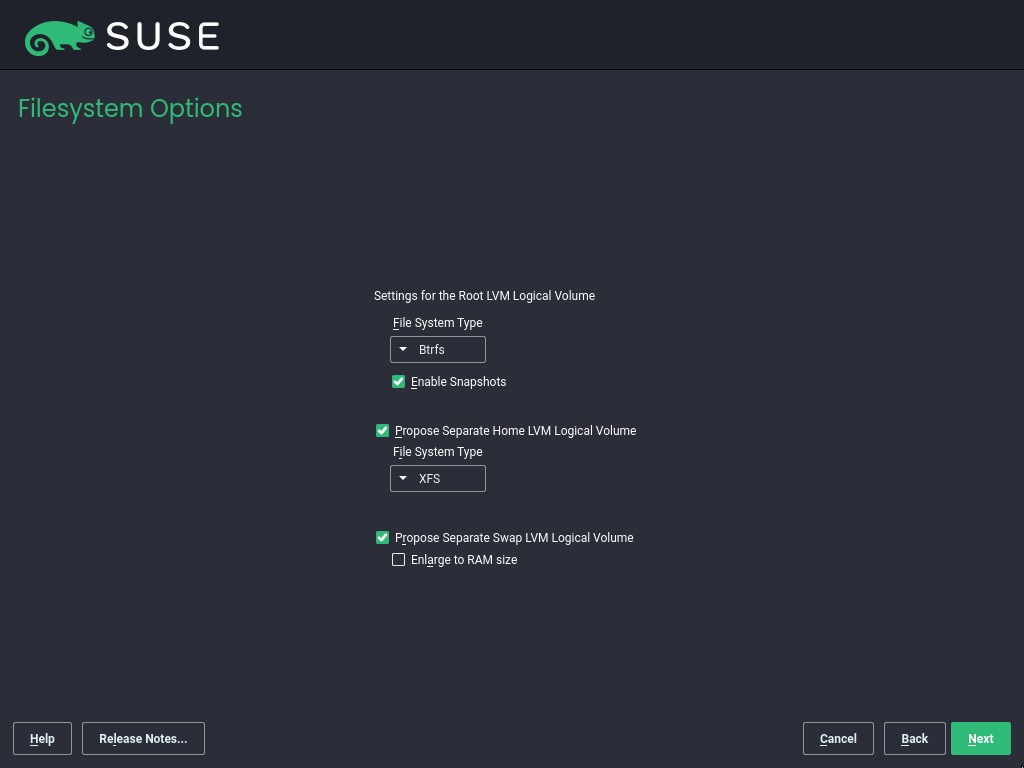 SUSE
Filesystem Options
Settings for the Root LVM Logical Volume
File System Type
Btrfs
Enable Snapshots
Propose Separate Home LVM Logical Volume
File System Type
XFS
Propose Separate Swap LVM Logical Volume
Enlarge to RAM size
Help Release Notes... Cancel Back Next